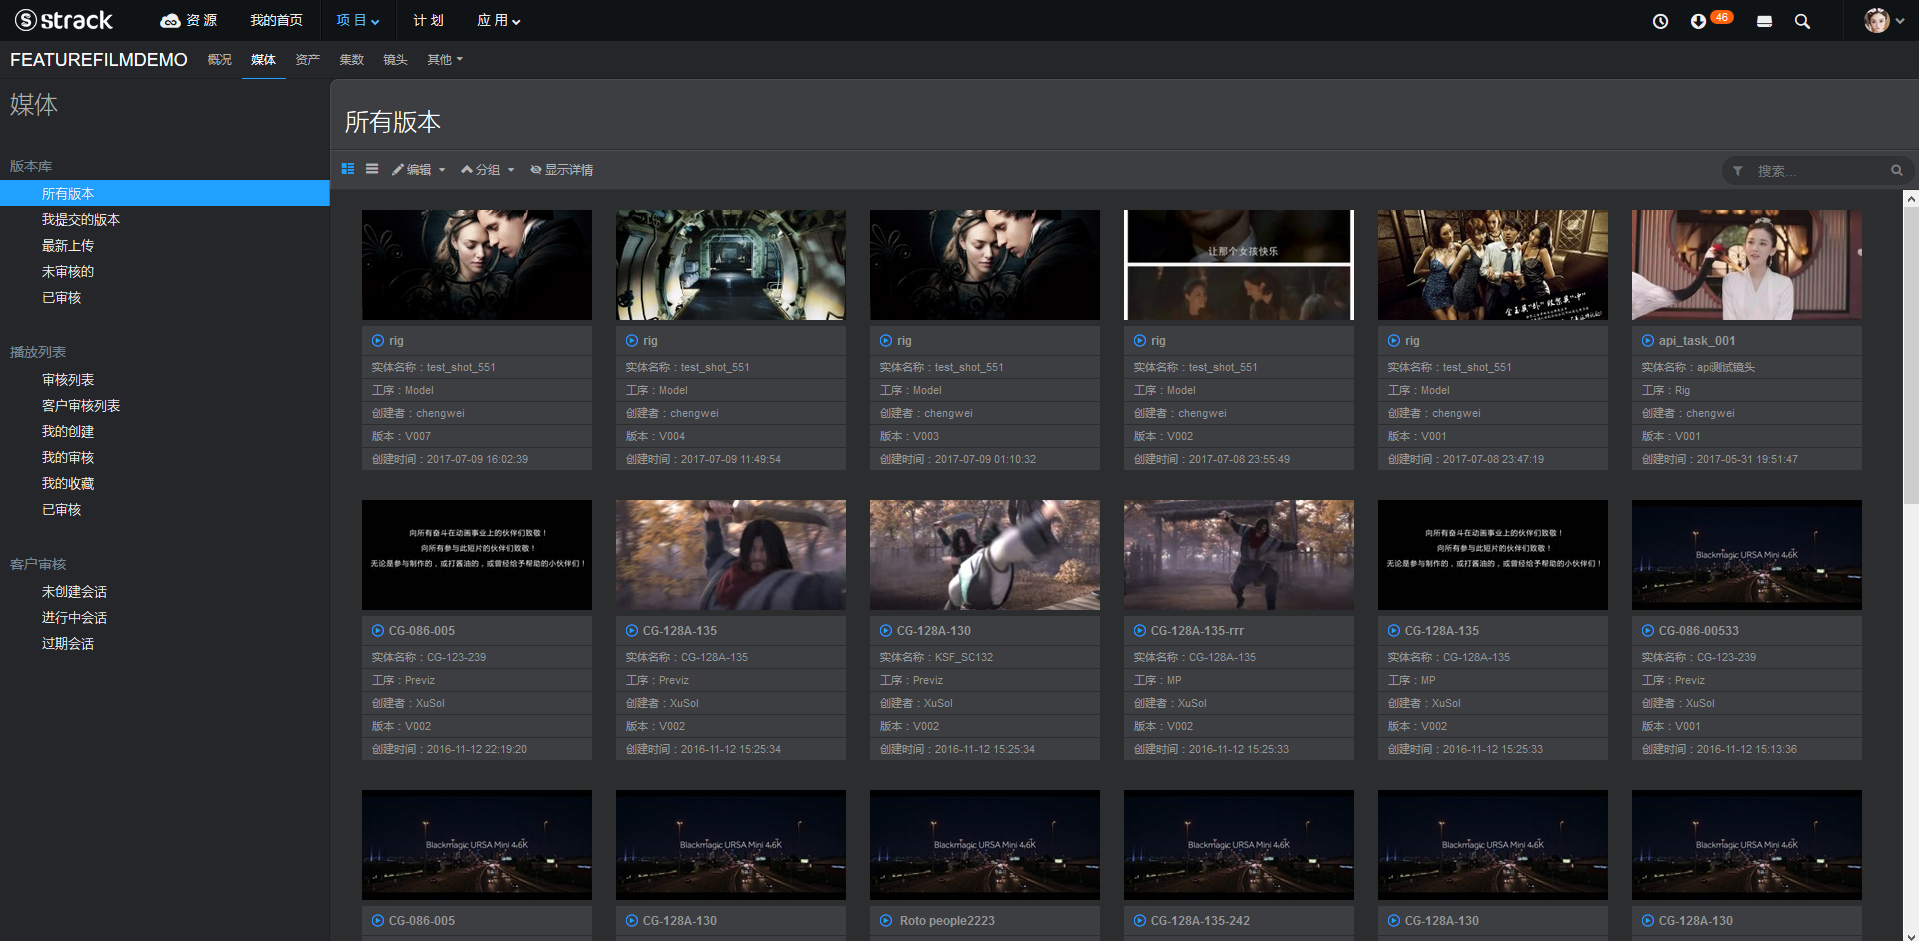 strack 资 源 我的首页 项 目 计 划 应 用 46
FEATUREFILMDEMO 概况 媒体 资产 集数 镜头 其他
媒体
版本库
所有版本
我提交的版本
最新上传
未审核的
已审核
播放列表
审核列表
客户审核列表
我的创建
我的审核
我的收藏
已审核
客户审核
未创建会话
进行中会话
过期会话
所有版本
编辑 分组 显示详情 搜索...
让那个女孩快乐
rig
实体名称：test_shot_551
工序：Model
创建者：chengwei
版本：V007
创建时间：2017-07-09 16:02:39
rig
实体名称：test_shot_551
工序：Model
创建者：chengwei
版本：V004
创建时间：2017-07-09 11:49:54
rig
实体名称：test_shot_551
工序：Model
创建者：chengwei
版本：V003
创建时间：2017-07-09 01:10:32
rig
实体名称：test_shot_551
工序：Model
创建者：chengwei
版本：V002
创建时间：2017-07-08 23:55:49
rig
实体名称：test_shot_551
工序：Model
创建者：chengwei
版本：V001
创建时间：2017-07-08 23:47:19
api_task_001
实体名称：api测试镜头
工序：Rig
创建者：chengwei
版本：V001
创建时间：2017-05-31 19:51:47
向所有奋斗在动画事业上的伙伴们致敬！
向所有参与此短片的伙伴们致敬！
无论是参与制作的，或打酱油的，或曾经给予帮助的小伙伴们！
CG-086-005
实体名称：CG-123-239
工序：Previz
创建者：XuSol
版本：V002
创建时间：2016-11-12 22:19:20
CG-128A-135
实体名称：CG-128A-135
工序：Previz
创建者：XuSol
版本：V002
创建时间：2016-11-12 15:25:34
CG-128A-130
实体名称：KSF_SC132
工序：Previz
创建者：XuSol
版本：V002
创建时间：2016-11-12 15:25:34
CG-128A-135-rrr
实体名称：CG-128A-135
工序：MP
创建者：XuSol
版本：V002
创建时间：2016-11-12 15:25:33
向所有奋斗在动画事业上的伙伴们致敬！
向所有参与此短片的伙伴们致敬！
无论是参与制作的，或打酱油的，或曾经给予帮助的小伙伴们！
CG-128A-135
实体名称：CG-128A-135
工序：MP
创建者：XuSol
版本：V002
创建时间：2016-11-12 15:25:33
Blackmagic URSA Mini 4.6K
CG-086-00533
实体名称：CG-123-239
工序：Previz
创建者：XuSol
版本：V001
创建时间：2016-11-12 15:13:36
Blackmagic URSA Mini 4.6K
CG-086-005
Blackmagic URSA Mini 4.6K
CG-128A-130
Blackmagic URSA Mini 4.6K
Roto people2223
Blackmagic URSA Mini 4.6K
CG-128A-135-242
Blackmagic URSA Mini 4.6K
CG-128A-130
Blackmagic URSA Mini 4.6K
CG-128A-130